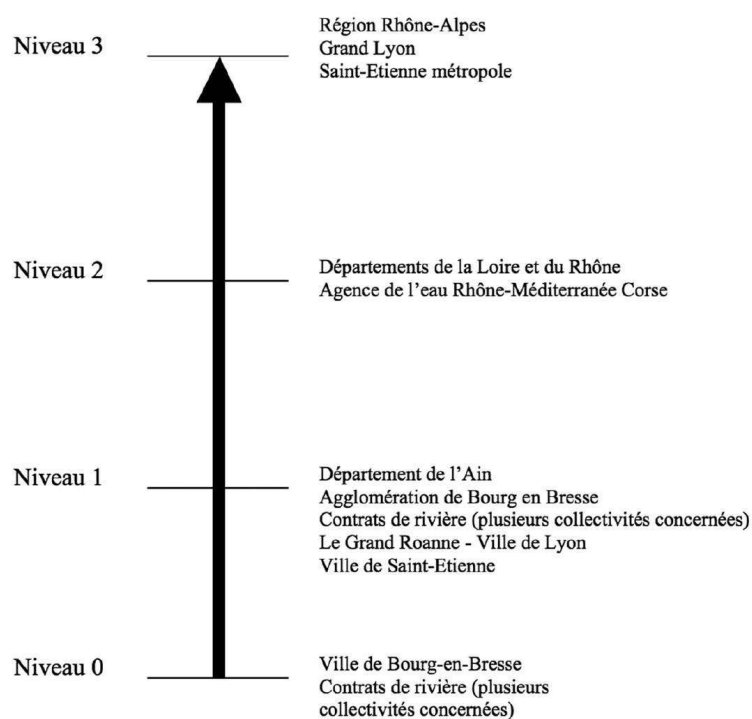 Niveau 3
Région Rhône-Alpes
Grand Lyon
Saint-Etienne métropole
Niveau 2
Départements de la Loire et du Rhône
Agence de l'eau Rhône-Méditerranée Corse
Niveau 1
Département de l'Ain
Agglomération de Bourg en Bresse
Contrats de rivière (plusieurs collectivités concernées)
Le Grand Roanne - Ville de Lyon
Ville de Saint-Etienne
Niveau 0
Ville de Bourg-en-Bresse
Contrats de rivière (plusieurs
collectivités concernées)